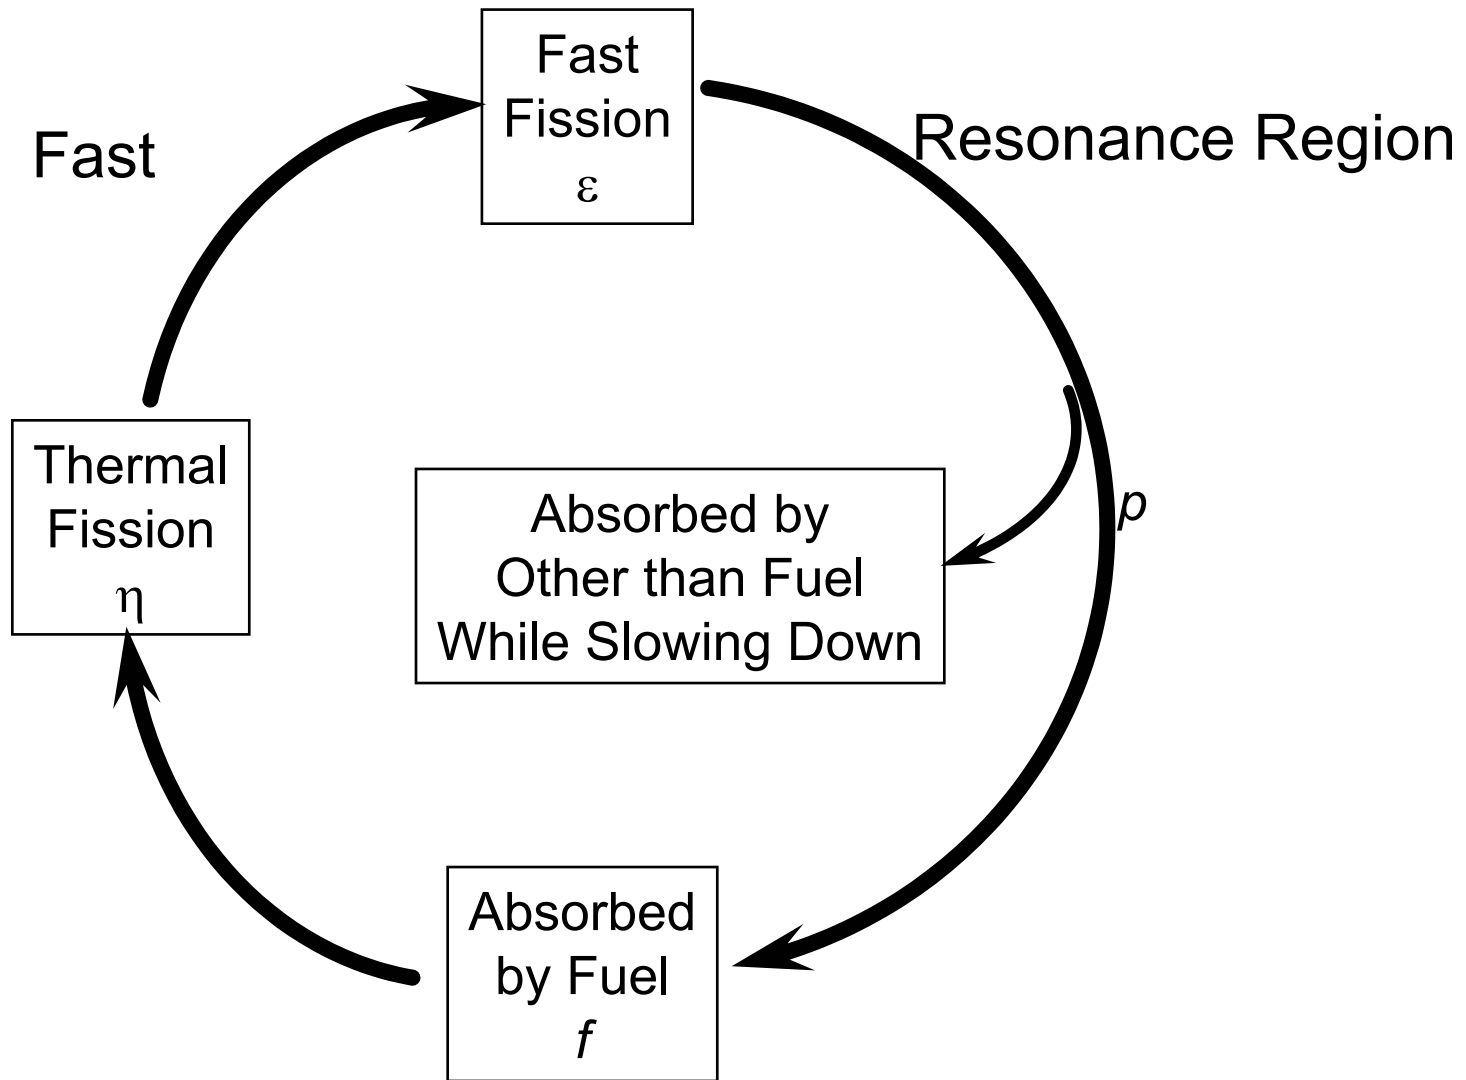 Fast
Fission
ε
Resonance Region
Fast
Thermal
Fission
η
Absorbed by
Other than Fuel
While Slowing Down
p
Absorbed
by Fuel
f